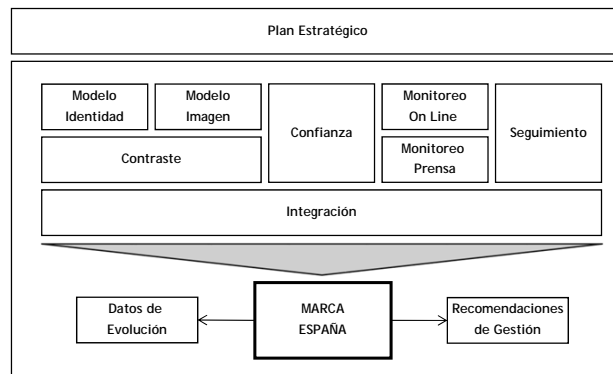 Plan Estratégico
Modelo
Identidad
Modelo
Imagen
Contraste
Confianza
Monitoreo
On Line
Monitoreo
Prensa
Seguimiento
Integración
Datos de
Evolución
MARCA
ESPAÑA
Recomendaciones
de Gestión